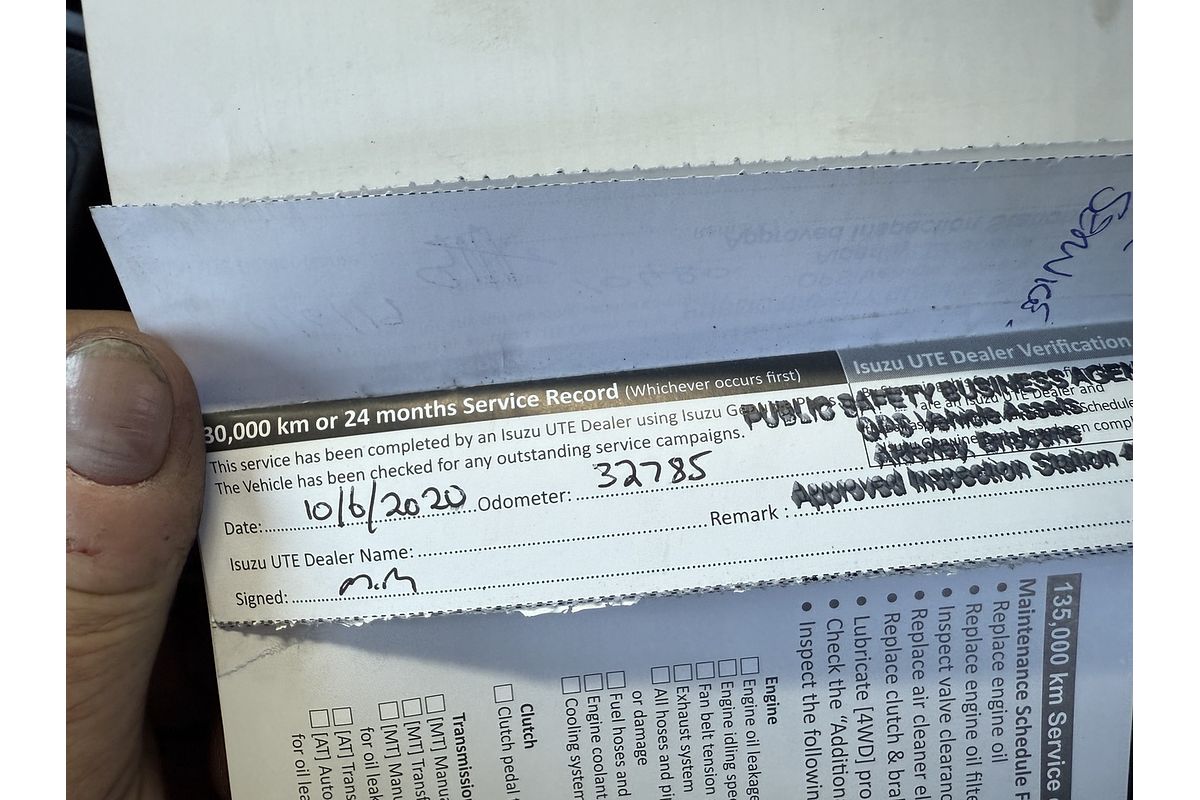 SERVICE
30,000 km or 24 months Service Record (Whichever occurs first)
Isuzu UTE Dealer Verification
This service has been completed by an Isuzu UTE Dealer using Isuzu
The Vehicle has been checked for any outstanding service campaigns.
PUBLIC SAFETY BUSINESS AGEN
QPS Vehicle Assets
Alderley, Brisbane
Approved Inspection Station
Date: 10/6/2020 Odometer: 32785
Isuzu UTE Dealer Name: Remark :
Signed:
135,000 km Service
Maintenance Schedule F
• Replace engine oil
• Replace engine oil filte
• Inspect valve clearanc
• Replace air cleaner el
• Replace clutch & bra
• Lubricate [4WD] pro
• Check the "Addition
• Inspect the followin
Engine
Engine oil leakage
Engine idling spe
Fan belt tension
Exhaust system
All hoses and pi
or damage
Fuel hoses and
Engine coolant
Cooling system
Clutch
Clutch pedal
Transmission
[MT] Manua
[MT] Transf
[MT] Manu
for oil leak
[AT] Trans
[AT] Auto
for oil lea